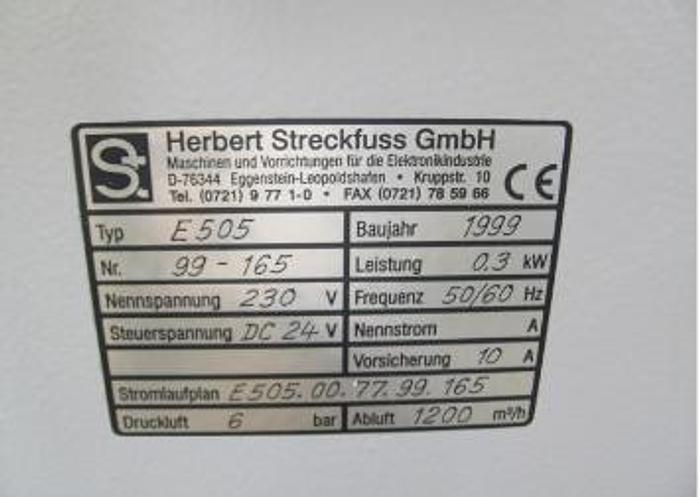 St. Herbert Streckfuss GmbH
Maschinen und Vorrichtungen für die Elektronikindustrie
D-76344 Eggenstein-Leopoldshafen • Kruppstr. 10
Tel. (0721) 9 77 1-0 • FAX (0721) 78 59 66 CE
Typ E505 Baujahr 1999
Nr. 99-165 Leistung 0.3 kW
Nennspannung 230 V Frequenz 50/60 Hz
Steuerspannung DC 24 V Nennstrom A
Vorsicherung 10 A
Stromlaufplan E505.00.77.99.165
Druckluft 6 bar Abluft 1200 m³/h